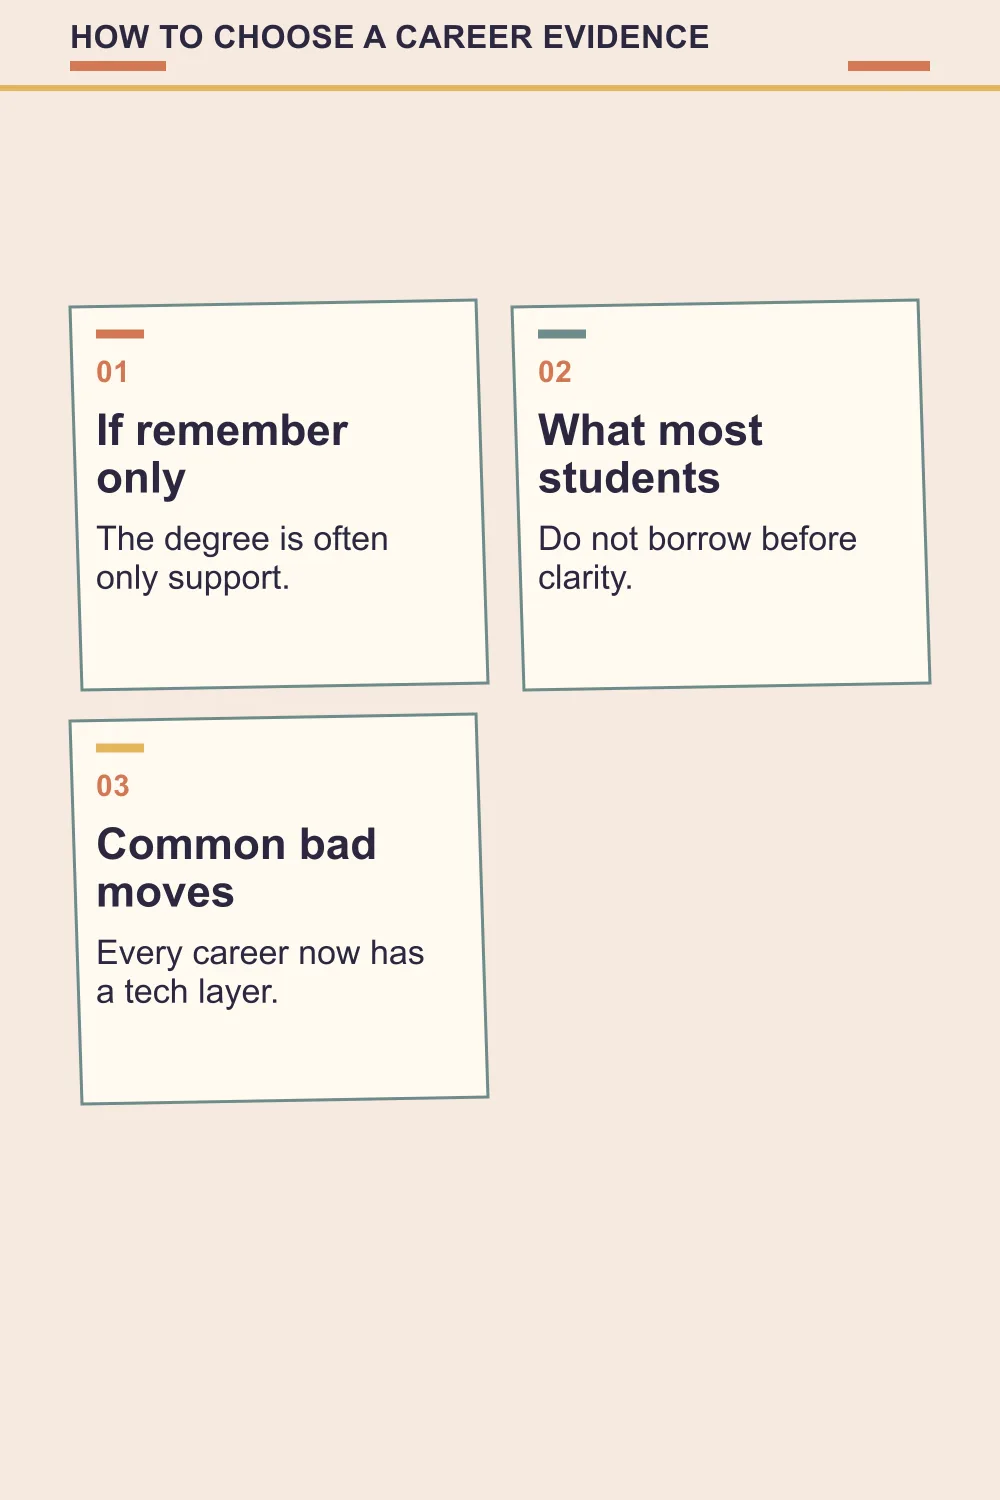 HOW TO CHOOSE A CAREER EVIDENCE
01
If remember
only
The degree is often
only support.
02
What most
students
Do not borrow before
clarity.
03
Common bad
moves
Every career now has
a tech layer.